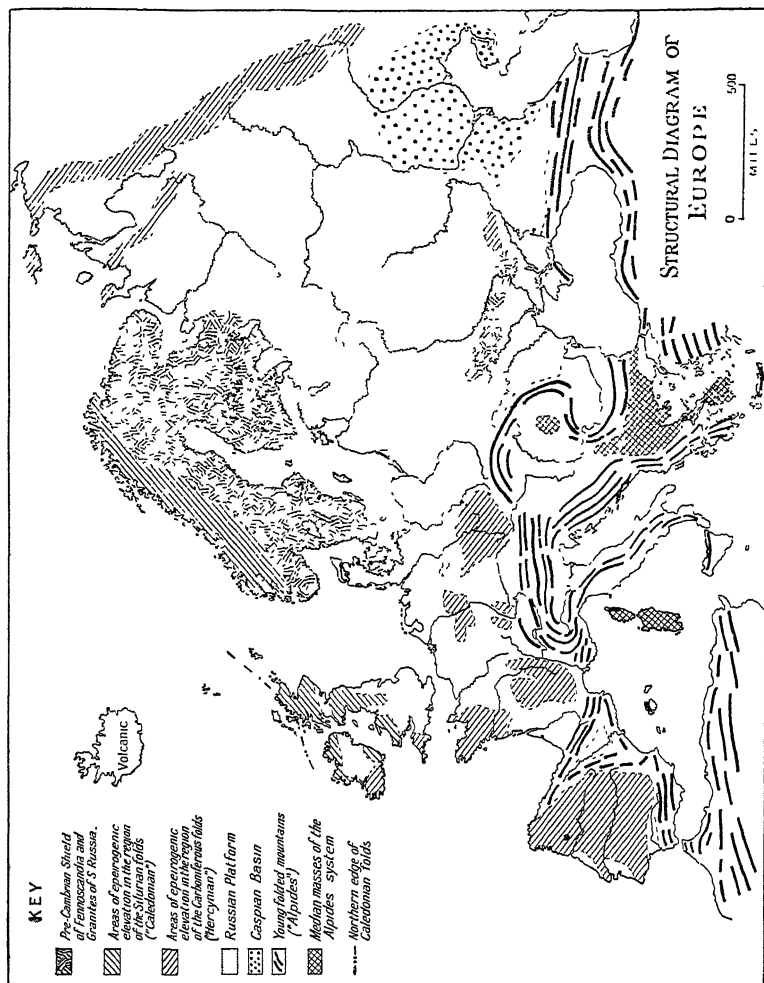 KEY
Pre-Cambrian Shield
of Fennoscandia and
Granites of S Russia.
Areas of epeirogenic
elevation in the region
of the Silurian folds
("Caledonian")
Areas of epeirogenic
elevation in the region
of the Carboniferous folds
("Hercynian")
Russian Platform
Caspian Basin
Young folded mountains
("Alpides")
Median masses of the
Alpides system
Northern edge of
Caledonian folds
Volcanic
STRUCTURAL DIAGRAM OF
EUROPE
0 500
MILES